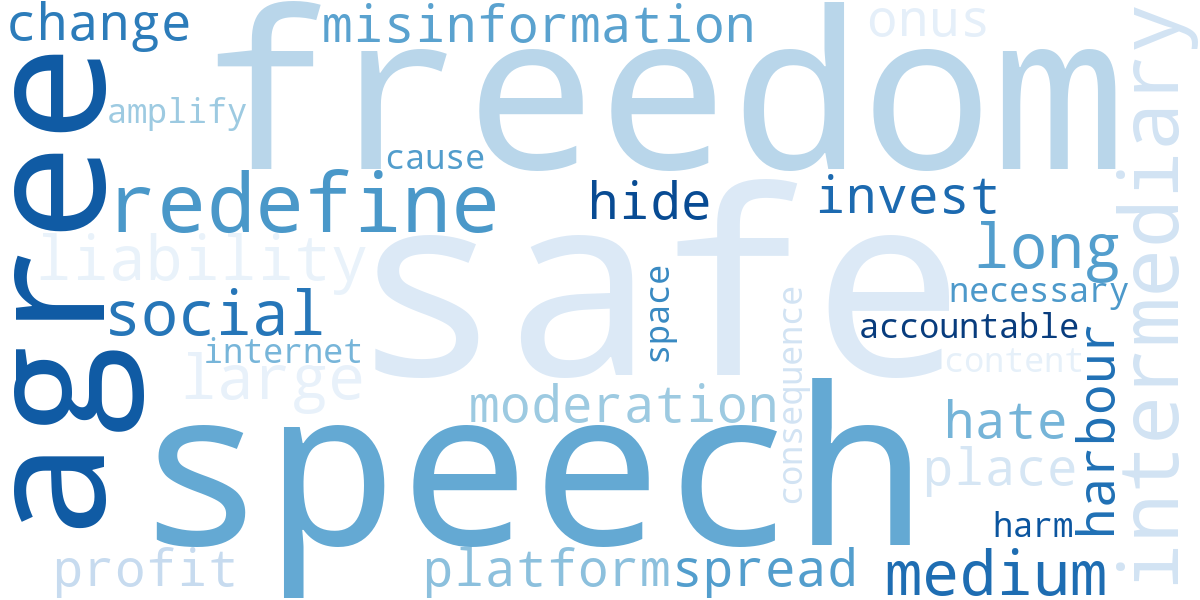 change
misinformation
onus
freedom
agree
amplify
intermediary
cause
redefine
hide
invest
safe
long
liability
space
necessary
social
consequence
accountable
internet
large
content
harbour
moderation
hate
speech
place
harm
profit
platform
spread
medium